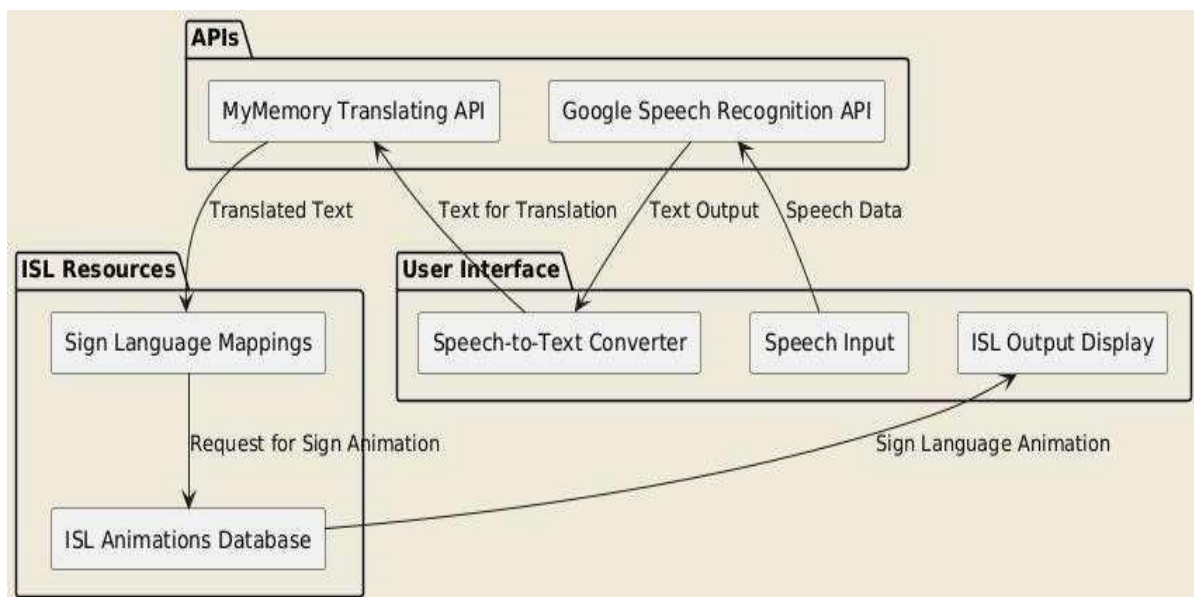 APIs
MyMemory Translating API
Google Speech Recognition API
Translated Text
Text for Translation
Text Output
Speech Data
ISL Resources
User Interface
Sign Language Mappings
Speech-to-Text Converter
Speech Input
ISL Output Display
Request for Sign Animation
Sign Language Animation
ISL Animations Database